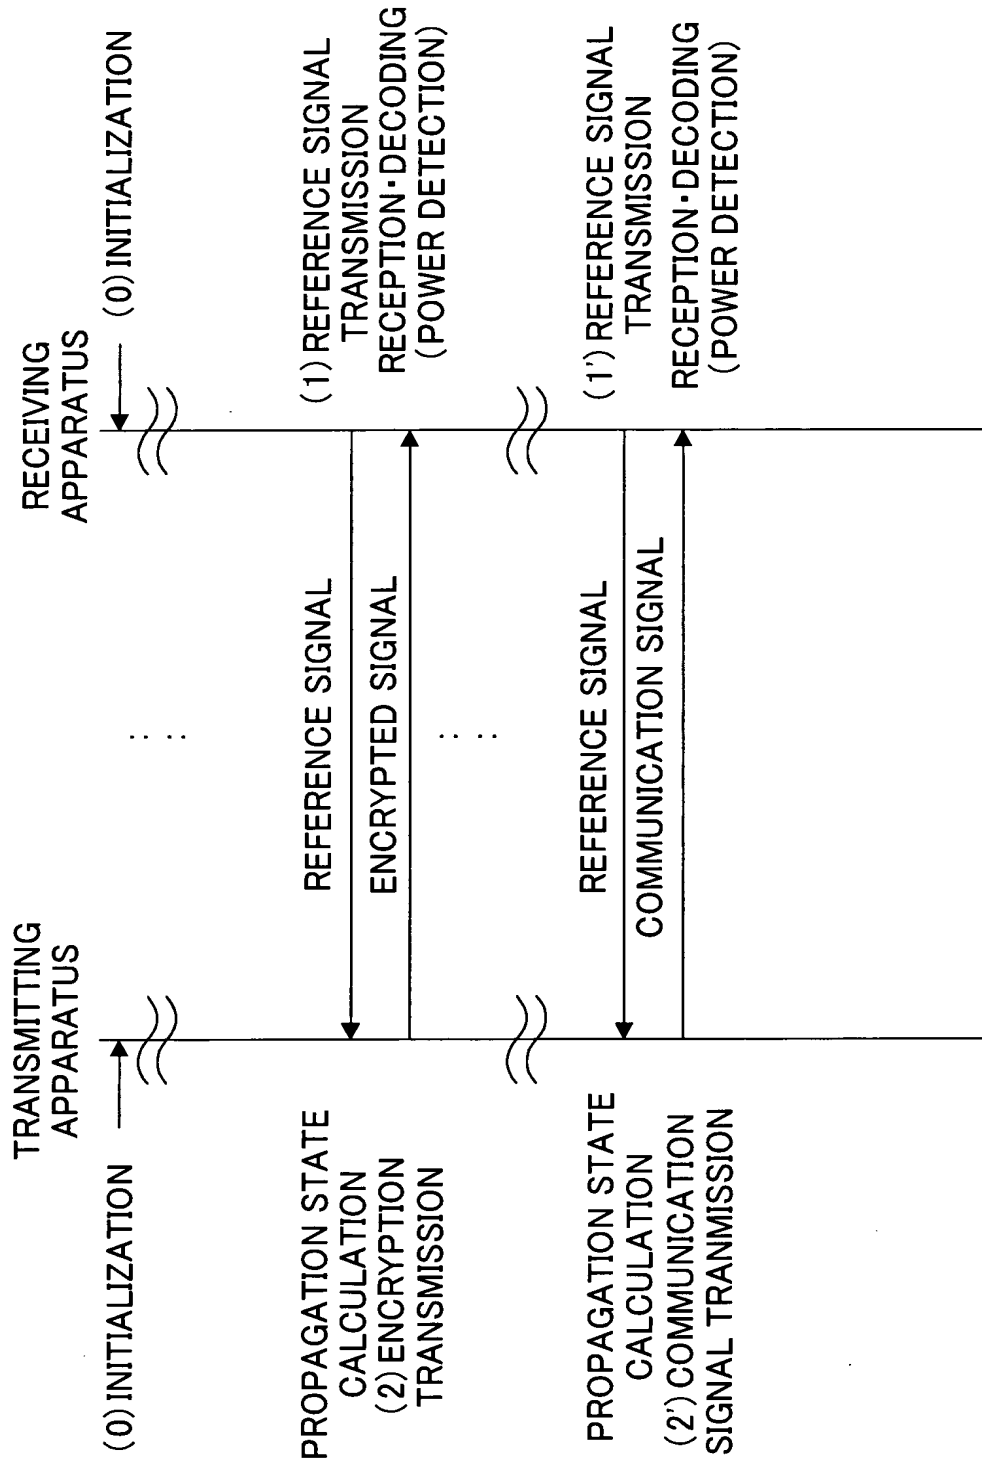 TRANSMITTING
APPARATUS
RECEIVING
APPARATUS
(0) INITIALIZATION
(0) INITIALIZATION
PROPAGATION STATE
CALCULATION
(2) ENCRYPTION
TRANSMISSION
REFERENCE SIGNAL
ENCRYPTED SIGNAL
(1) REFERENCE SIGNAL
TRANSMISSION
RECEPTION·DECODING
(POWER DETECTION)
PROPAGATION STATE
CALCULATION
(2') COMMUNICATION
SIGNAL TRANMISSION
REFERENCE SIGNAL
COMMUNICATION SIGNAL
(1') REFERENCE SIGNAL
TRANSMISSION
RECEPTION·DECODING
(POWER DETECTION)